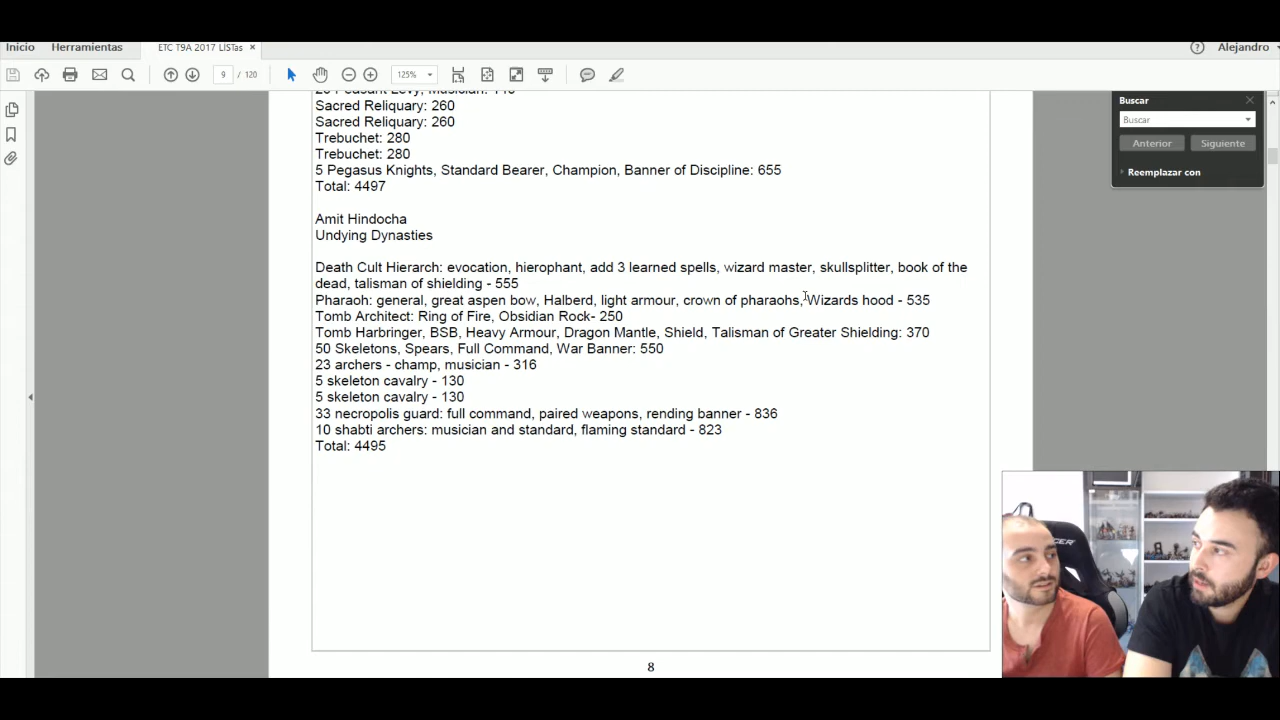 Inicio Herramientas ETC T9A 2017 LISTas × Alejandro
9 / 120 125%
Sacred Reliquary: 260
Sacred Reliquary: 260
Trebuchet: 280
Trebuchet: 280
5 Pegasus Knights, Standard Bearer, Champion, Banner of Discipline: 655
Total: 4497
Amit Hindocha
Undying Dynasties
Death Cult Hierarch: evocation, hierophant, add 3 learned spells, wizard master, skullsplitter, book of the
dead, talisman of shielding - 555
Pharaoh: general, great aspen bow, Halberd, light armour, crown of pharaohs, Wizards hood - 535
Tomb Architect: Ring of Fire, Obsidian Rock- 250
Tomb Harbringer, BSB, Heavy Armour, Dragon Mantle, Shield, Talisman of Greater Shielding: 370
50 Skeletons, Spears, Full Command, War Banner: 550
23 archers - champ, musician - 316
5 skeleton cavalry - 130
5 skeleton cavalry - 130
33 necropolis guard: full command, paired weapons, rending banner - 836
10 shabti archers: musician and standard, flaming standard - 823
Total: 4495
8
Buscar
Buscar
Anterior Siguiente
Reemplazar con